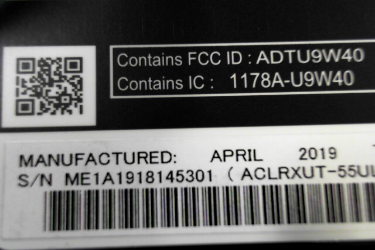 Contains FCC ID : ADTU9W40
Contains IC : 1178A-U9W40
MANUFACTURED: APRIL 2019
S/N ME1A1918145301 ( ACLRXUT-55UL